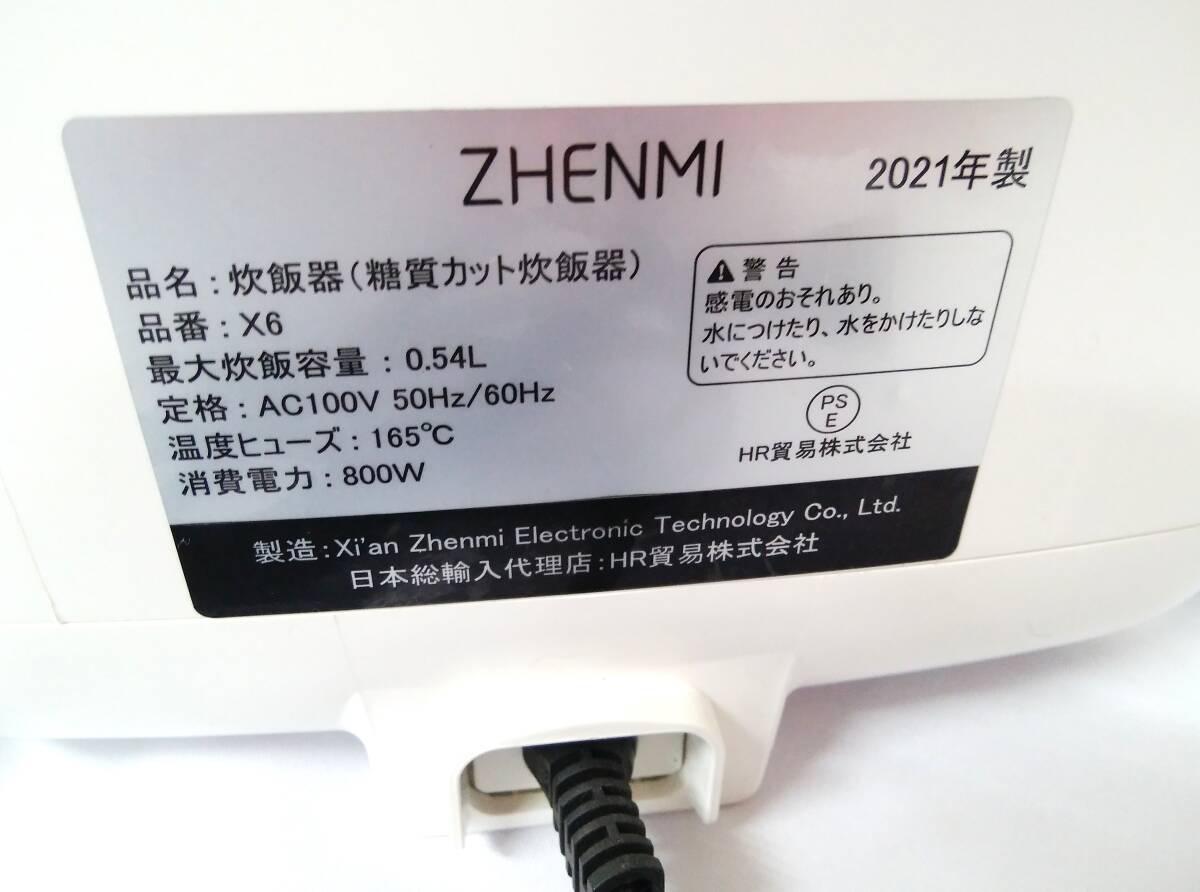 ZHENMI
2021年製
品名：炊飯器（糖質カット炊飯器）
品番：X6
最大炊飯容量：0.54L
定格：AC100V 50Hz/60Hz
温度ヒューズ：165℃
消費電力：800W
⚠警告
感電のおそれあり。
水につけたり、水をかけたりしな
いでください。
PS
E
HR貿易株式会社
製造：Xi'an Zhenmi Electronic Technology Co., Ltd.
日本総輸入代理店：HR貿易株式会社